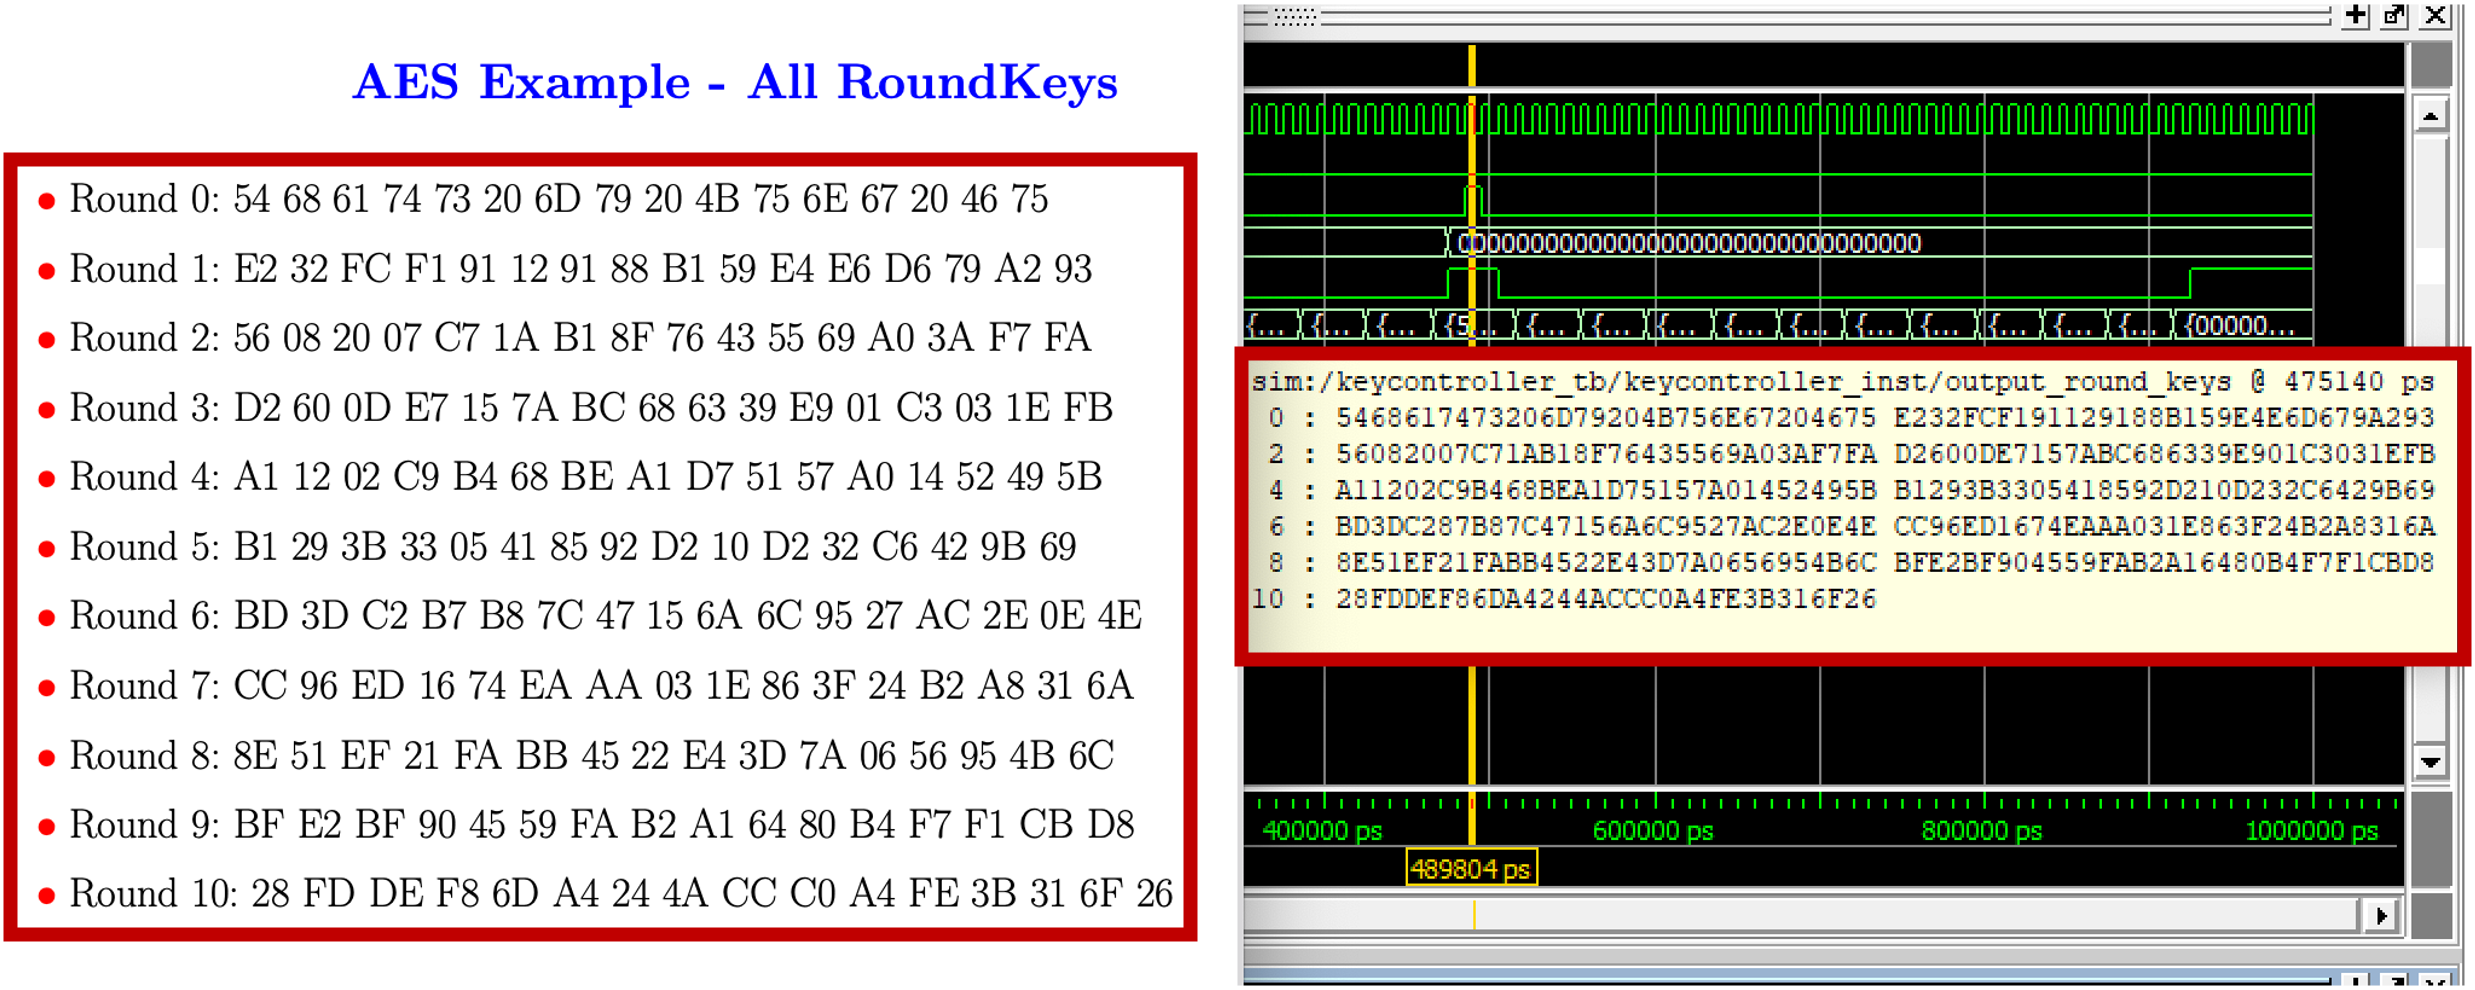 AES Example - All RoundKeys
• Round 0: 54 68 61 74 73 20 6D 79 20 4B 75 6E 67 20 46 75
• Round 1: E2 32 FC F1 91 12 91 88 B1 59 E4 E6 D6 79 A2 93
• Round 2: 56 08 20 07 C7 1A B1 8F 76 43 55 69 A0 3A F7 FA
• Round 3: D2 60 0D E7 15 7A BC 68 63 39 E9 01 C3 03 1E FB
• Round 4: A1 12 02 C9 B4 68 BE A1 D7 51 57 A0 14 52 49 5B
• Round 5: B1 29 3B 33 05 41 85 92 D2 10 D2 32 C6 42 9B 69
• Round 6: BD 3D C2 B7 B8 7C 47 15 6A 6C 95 27 AC 2E 0E 4E
• Round 7: CC 96 ED 16 74 EA AA 03 1E 86 3F 24 B2 A8 31 6A
• Round 8: 8E 51 EF 21 FA BB 45 22 E4 3D 7A 06 56 95 4B 6C
• Round 9: BF E2 BF 90 45 59 FA B2 A1 64 80 B4 F7 F1 CB D8
• Round 10: 28 FD DE F8 6D A4 24 4A CC C0 A4 FE 3B 31 6F 26
00000000000000000000000000000000
{... {... {... {5... {... {... {... {... {... {... {... {... {... {... {00000...
sim:/keycontroller_tb/keycontroller_inst/output_round_keys @ 475140 ps
0 : 5468617473206D79204B756E67204675 E232FCF191129188B159E4E6D679A293
2 : 56082007C71AB18F76435569A03AF7FA D2600DE7157ABC686339E901C3031EFB
4 : A11202C9B468BEA1D75157A01452495B B1293B3305418592D210D232C6429B69
6 : BD3DC287B87C47156A6C9527AC2E0E4E CC96ED1674EAAA031E863F24B2A8316A
8 : 8E51EF21FABB4522E43D7A0656954B6C BFE2BF904559FAB2A16480B4F7F1CBD8
10 : 28FDDEF86DA4244ACCC0A4FE3B316F26
400000 ps 600000 ps 800000 ps 1000000 ps
489804 ps